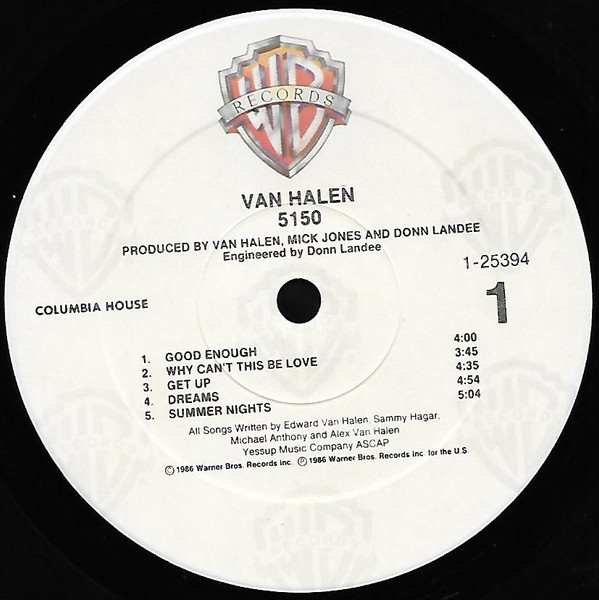 WB
RECORDS
VAN HALEN
5150
PRODUCED BY VAN HALEN, MICK JONES AND DONN LANDEE
Engineered by Donn Landee
1-25394
COLUMBIA HOUSE
1
1. GOOD ENOUGH 4:00
2. WHY CAN'T THIS BE LOVE 3:45
3. GET UP 4:35
4. DREAMS 4:54
5. SUMMER NIGHTS 5:04
All Songs Written by Edward Van Halen, Sammy Hagar,
Michael Anthony and Alex Van Halen
Yessup Music Company ASCAP
© 1986 Warner Bros. Records Inc. ℗ 1986 Warner Bros. Records Inc. for the U.S.